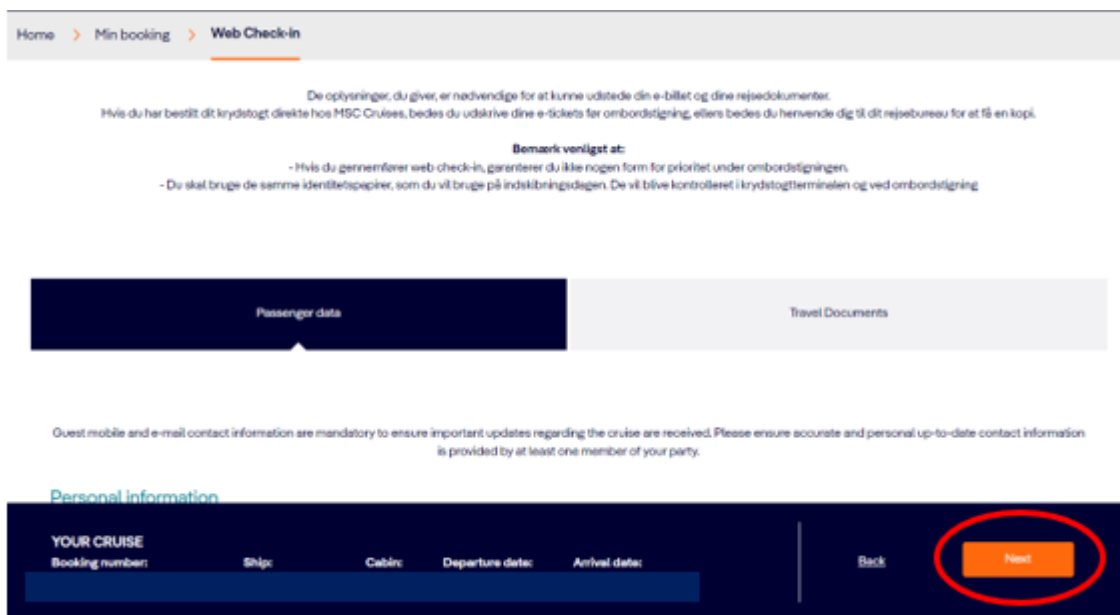 Home > Min booking > Web Check-in
De oplysninger, du giver, er nødvendige for at kunne udstede din e-billet og dine rejsedokumenter.
Hvis du har bestilt dit krydstogt direkte hos MSC Cruises, bedes du udskrive dine e-tickets før ombordstigning, ellers bedes du henvende dig til dit rejsebureau for at få en kopi.
Bemærk venligst at:
- Hvis du gennemfører web check-in, garanterer du ikke nogen form for prioritet under ombordstigningen.
- Du skal bruge de samme identitetspapirer, som du vil bruge på indskibningsdagen. De vil blive kontrolleret i krydstogtterminalen og ved ombordstigning
Passenger data
Travel Documents
Guest mobile and e-mail contact information are mandatory to ensure important updates regarding the cruise are received. Please ensure accurate and personal up-to-date contact information
is provided by at least one member of your party.
Personal information
YOUR CRUISE
Booking number: Ship: Cabin: Departure date: Arrival date:
Back
Next